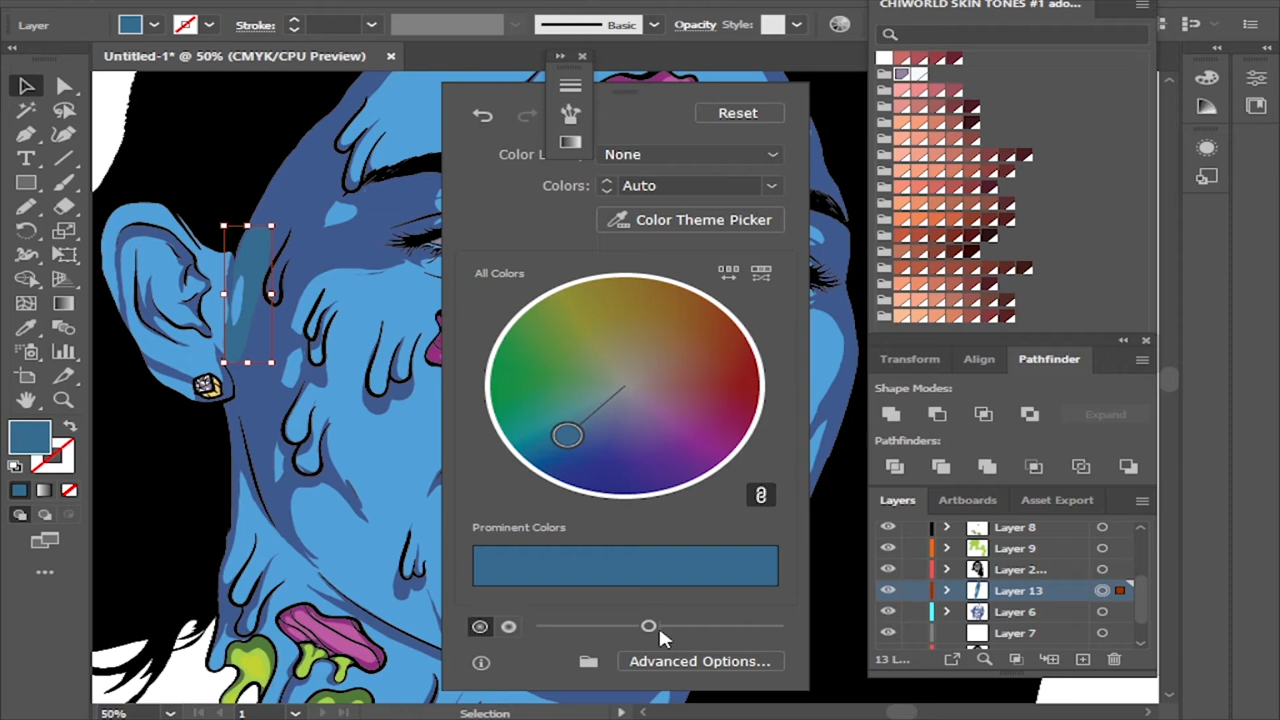 Layer
Stroke:
Basic
Opacity
Style:
Untitled-1* @ 50% (CMYK/CPU Preview)
CHIWORLD SKIN TONES #1 ado...
Reset
None
Colors:
Auto
Color Theme Picker
All Colors
Prominent Colors
Advanced Options...
Transform
Align
Pathfinder
Shape Modes:
Expand
Pathfinders:
Layers
Artboards
Asset Export
Layer 8
Layer 9
Layer 2...
Layer 13
Layer 6
Layer 7
13 L...
50%
1
Selection